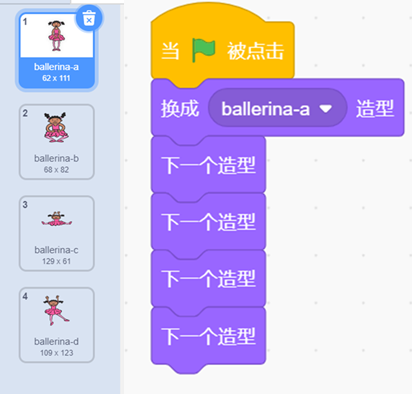 1
ballerina-a
62 x 111
2
ballerina-b
68 x 82
3
ballerina-c
129 x 61
4
ballerina-d
109 x 123
当 被点击
换成 ballerina-a 造型
下一个造型
下一个造型
下一个造型
下一个造型